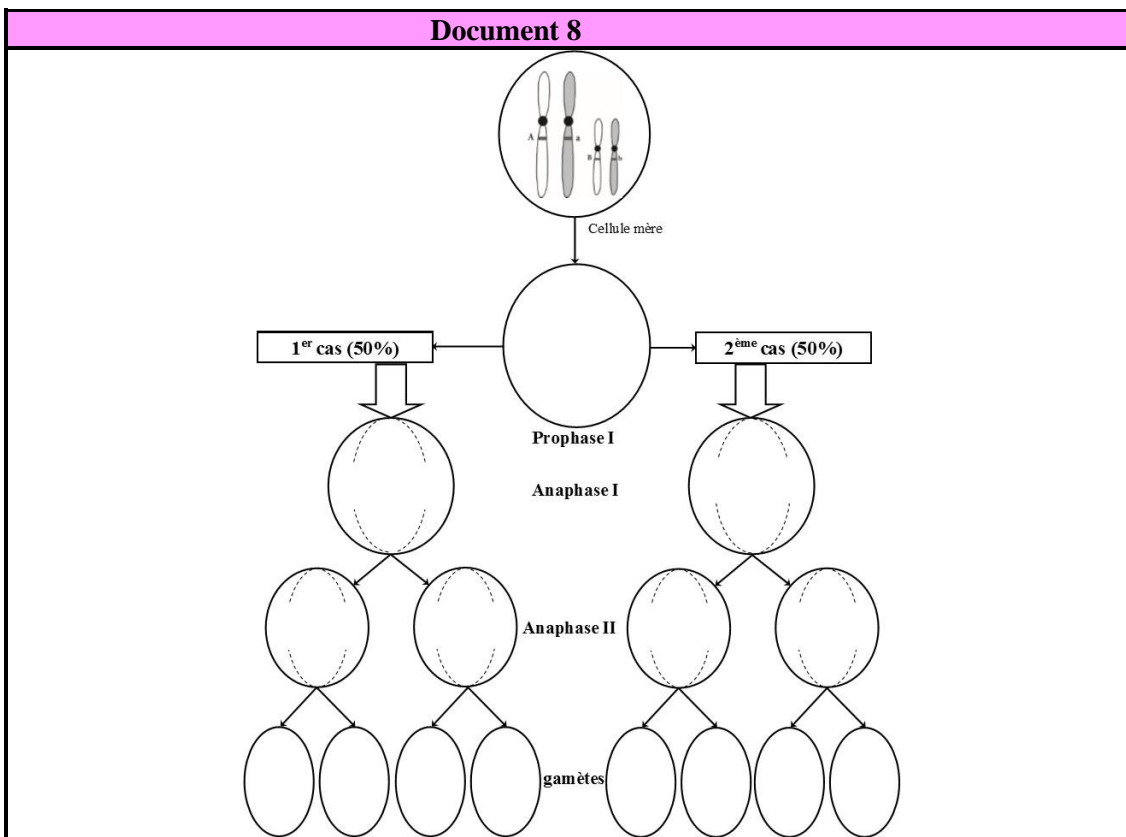 Document 8
A a
B b
Cellule mère
1er cas (50%)
2ème cas (50%)
Prophase I
Anaphase I
Anaphase II
gamètes